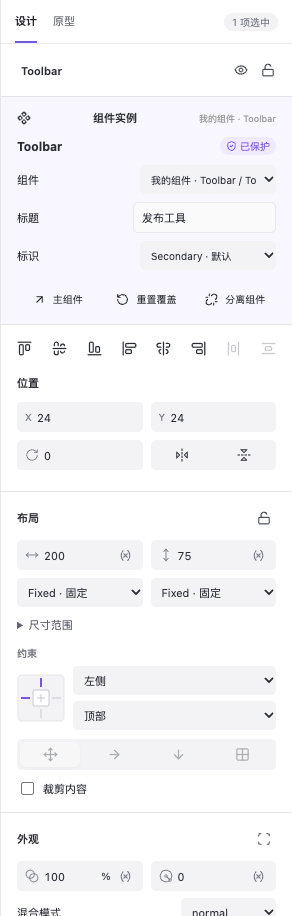 设计 原型 1 项选中
Toolbar
组件实例 我的组件 · Toolbar
Toolbar 已保护
组件 我的组件 · Toolbar / To
标题 发布工具
标识 Secondary · 默认
主组件 重置覆盖 分离组件
位置
X 24 Y 24
0
布局
200 (x) 75 (x)
Fixed · 固定 Fixed · 固定
尺寸范围
约束
左侧
顶部
裁剪内容
外观
100 % (x) 0 (x)
混合模式 normal